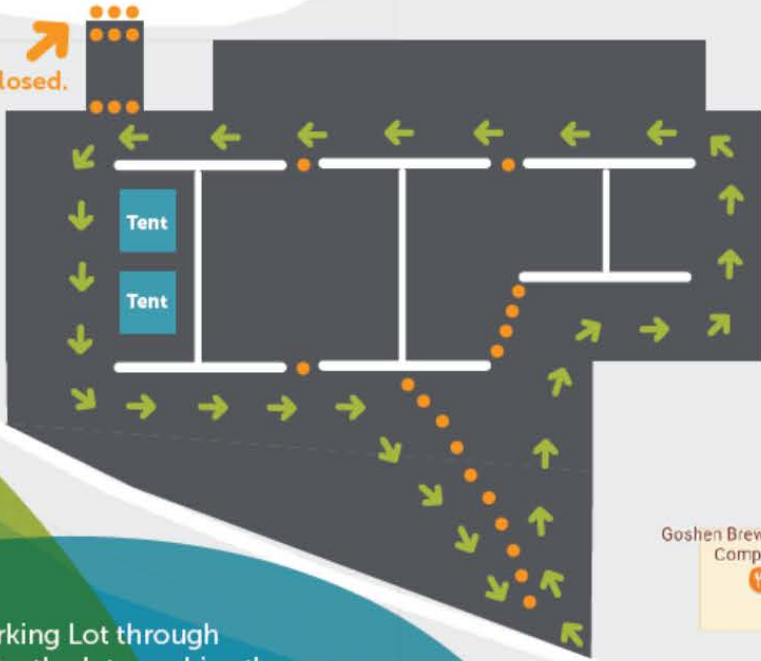 losed.
Tent
Tent
Goshen Brew
Comp
rking Lot through